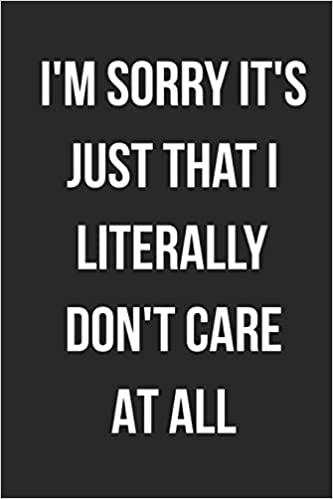 I'M SORRY IT'S
JUST THAT I
LITERALLY
DON'T CARE
AT ALL